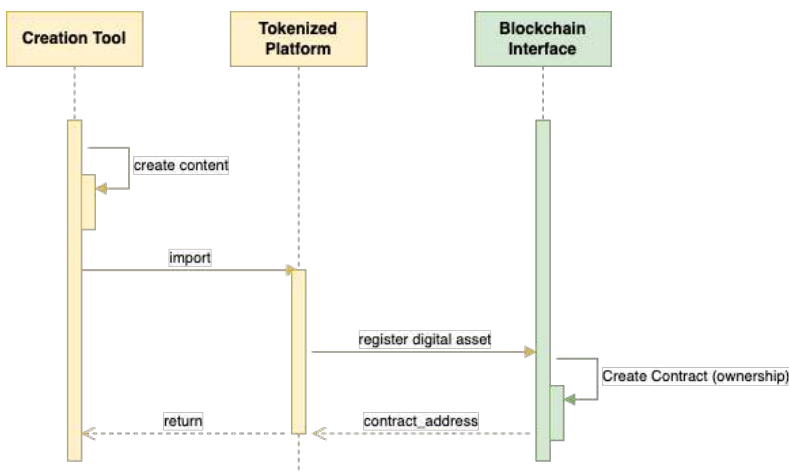 Creation Tool
Tokenized
Platform
Blockchain
Interface
create content
import
register digital asset
Create Contract (ownership)
return
contract_address